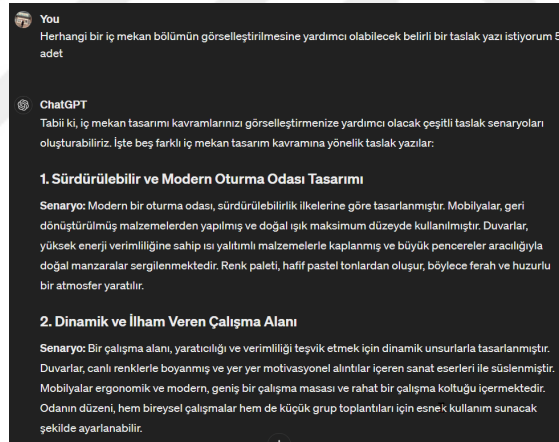 You
Herhangi bir iç mekan bölümün görselleştirilmesine yardımcı olabilecek belirli bir taslak yazı istiyorum 5
adet
ChatGPT
Tabii ki, iç mekan tasarımı kavramlarınızı görselleştirmenize yardımcı olacak çeşitli taslak senaryoları
oluşturabiliriz. İşte beş farklı iç mekan tasarım kavramına yönelik taslak yazılar:
1. Sürdürülebilir ve Modern Oturma Odası Tasarımı
Senaryo: Modern bir oturma odası, sürdürülebilirlik ilkelerine göre tasarlanmıştır. Mobilyalar, geri
dönüştürülmüş malzemelerden yapılmış ve doğal ışık maksimum düzeyde kullanılmıştır. Duvarlar,
yüksek enerji verimliliğine sahip ısı yalıtımlı malzemelerle kaplanmış ve büyük pencereler aracılığıyla
doğal manzaralar sergilenmektedir. Renk paleti, hafif pastel tonlardan oluşur, böylece ferah ve huzurlu
bir atmosfer yaratılır.
2. Dinamik ve İlham Veren Çalışma Alanı
Senaryo: Bir çalışma alanı, yaratıcılığı ve verimliliği teşvik etmek için dinamik unsurlarla tasarlanmıştır.
Duvarlar, canlı renklerle boyanmış ve yer yer motivasyonel alıntılar içeren sanat eserleri ile süslenmiştir.
Mobilyalar ergonomik ve modern, geniş bir çalışma masası ve rahat bir çalışma koltuğu içermektedir.
Odanın düzeni, hem bireysel çalışmalar hem de küçük grup toplantıları için esnek kullanım sunacak
şekilde ayarlanabilir.